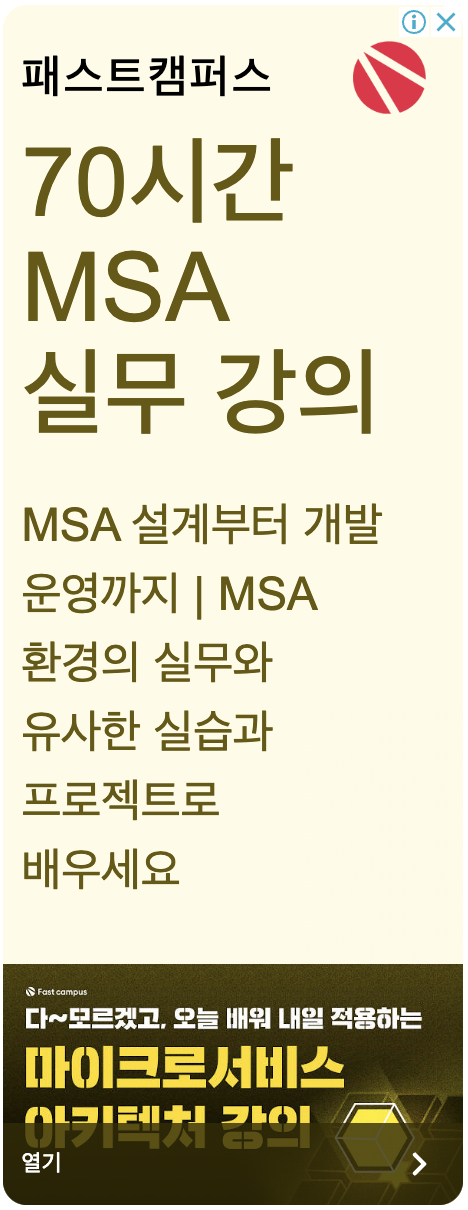 패스트캠퍼스
70시간
MSA
실무 강의
MSA 설계부터 개발
운영까지 | MSA
환경의 실무와
유사한 실습과
프로젝트로
배우세요
Fast campus
다~모르겠고, 오늘 배워 내일 적용하는
마이크로서비스
아키텍처 강의
열기